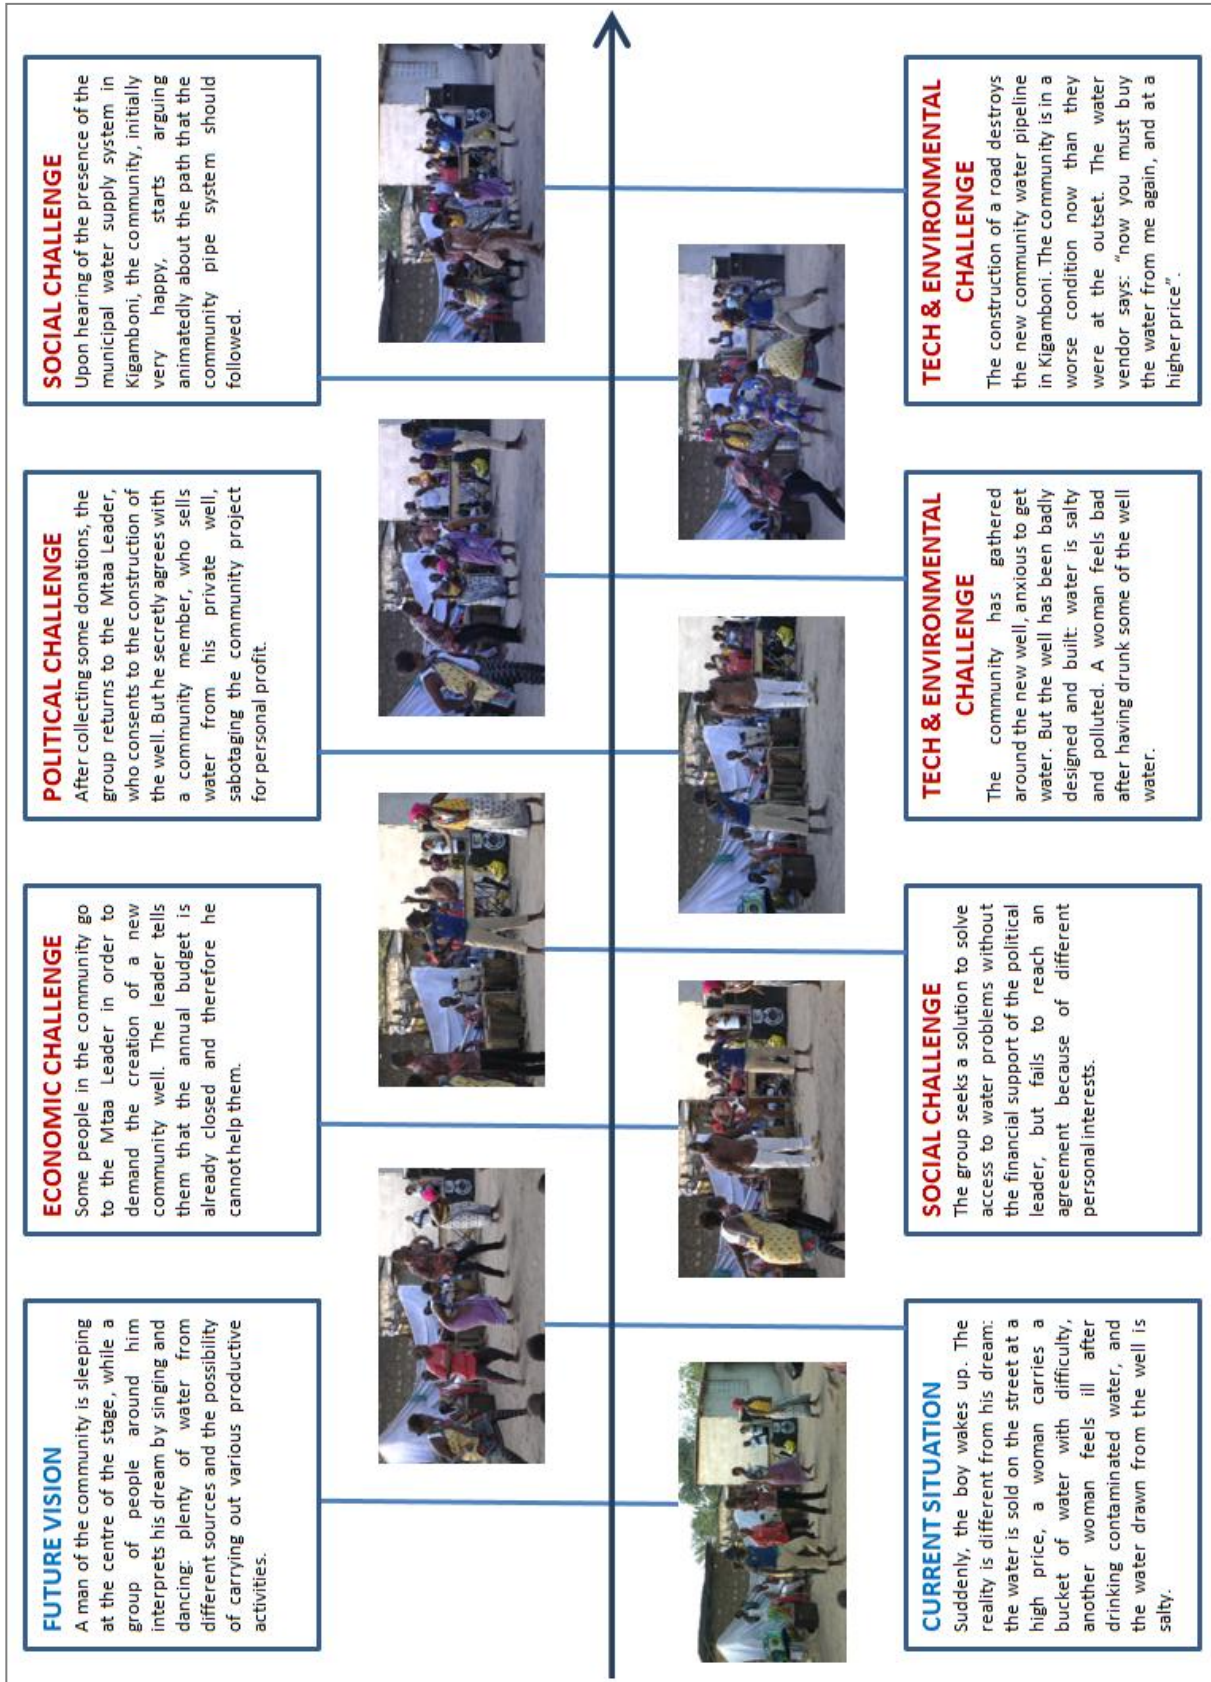 FUTURE VISION
A man of the community is sleeping
at the centre of the stage, while a
group of people around him
interprets his dream by singing and
dancing: plenty of water from
different sources and the possibility
of carrying out various productive
activities.
ECONOMIC CHALLENGE
Some people in the community go
to the Mtaa Leader in order to
demand the creation of a new
community well. The leader tells
them that the annual budget is
already closed and therefore he
cannot help them.
POLITICAL CHALLENGE
After collecting some donations, the
group returns to the Mtaa Leader,
who consents to the construction of
the well. But he secretly agrees with
a community member, who sells
water from his private well,
sabotaging the community project
for personal profit.
SOCIAL CHALLENGE
Upon hearing of the presence of the
municipal water supply system in
Kigamboni, the community, initially
very happy, starts arguing
animatedly about the path that the
community pipe system should
followed.
CURRENT SITUATION
Suddenly, the boy wakes up. The
reality is different from his dream:
the water is sold on the street at a
high price, a woman carries a
bucket of water with difficulty,
another woman feels ill after
drinking contaminated water, and
the water drawn from the well is
salty.
SOCIAL CHALLENGE
The group seeks a solution to solve
access to water problems without
the financial support of the political
leader, but fails to reach an
agreement because of different
personal interests.
TECH & ENVIRONMENTAL
CHALLENGE
The community has gathered
around the new well, anxious to get
water. But the well has been badly
designed and built: water is salty
and polluted. A woman feels bad
after having drunk some of the well
water.
TECH & ENVIRONMENTAL
CHALLENGE
The construction of a road destroys
the new community water pipeline
in Kigamboni. The community is in a
worse condition now than they
were at the outset. The water
vendor says: “now you must buy
the water from me again, and at a
higher price”.